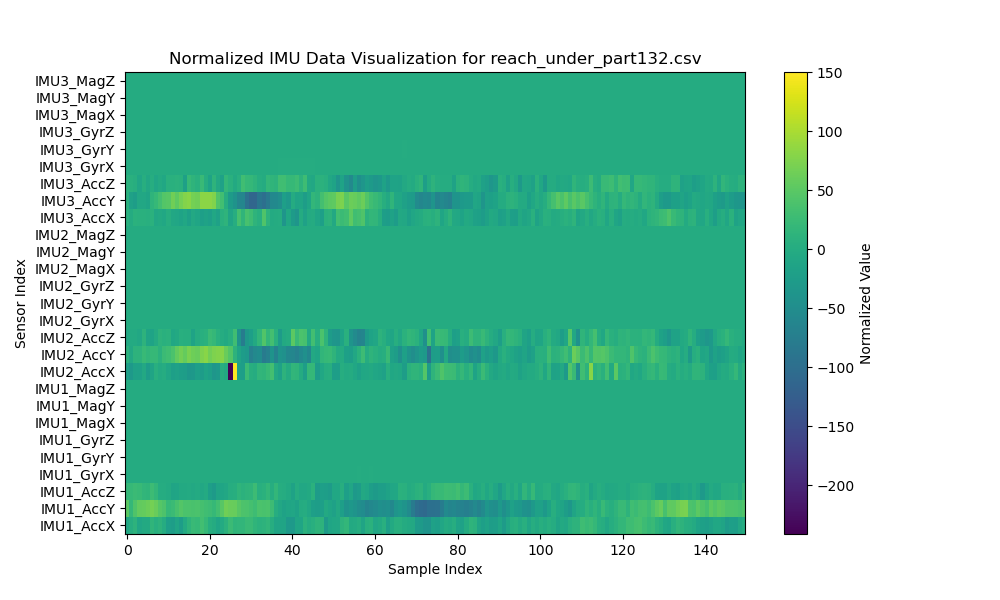 Normalized IMU Data Visualization for reach_under_part132.csv
IMU3_MagZ
IMU3_MagY
IMU3_MagX
IMU3_GyrZ
IMU3_GyrY
IMU3_GyrX
IMU3_AccZ
IMU3_AccY
IMU3_AccX
IMU2_MagZ
IMU2_MagY
IMU2_MagX
IMU2_GyrZ
IMU2_GyrY
IMU2_GyrX
IMU2_AccZ
IMU2_AccY
IMU2_AccX
IMU1_MagZ
IMU1_MagY
IMU1_MagX
IMU1_GyrZ
IMU1_GyrY
IMU1_GyrX
IMU1_AccZ
IMU1_AccY
IMU1_AccX
Sensor Index
0 20 40 60 80 100 120 140
Sample Index
150
100
50
0
−50
−100
−150
−200
Normalized Value